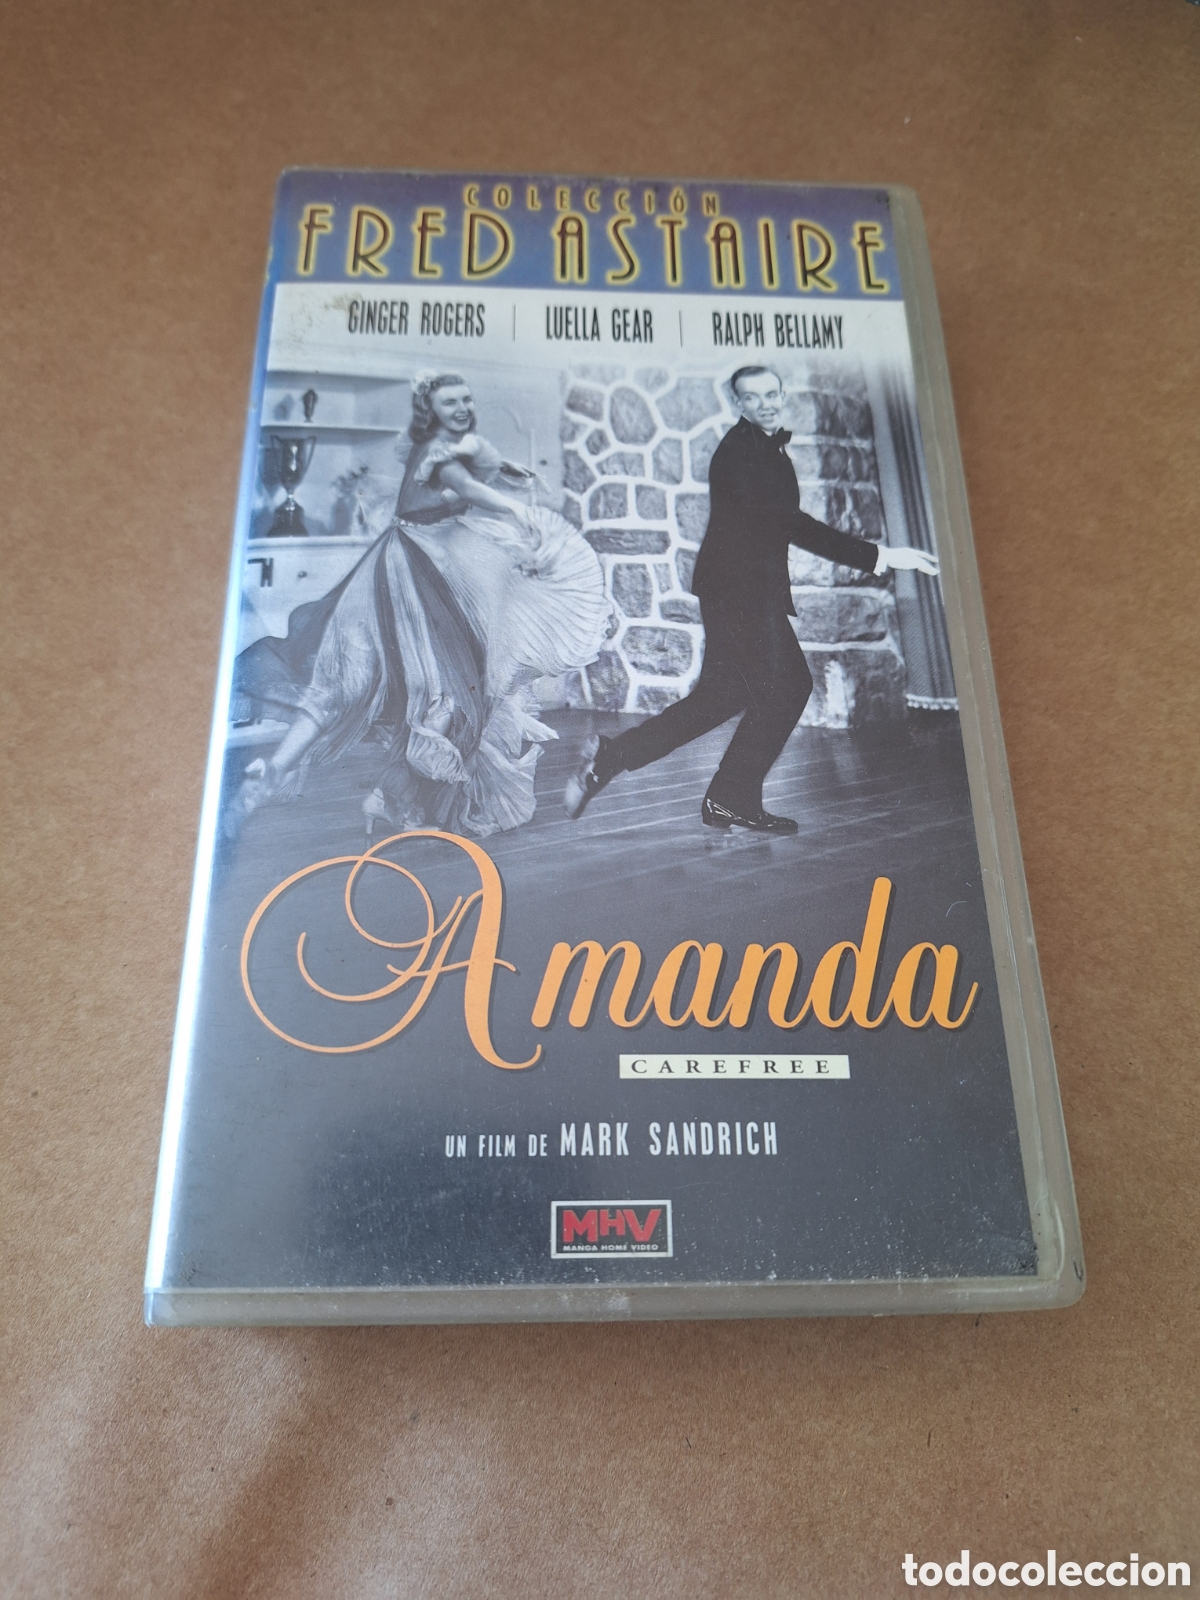 COLECCIÓN
FRED ASTAIRE
GINGER ROGERS | LUELLA GEAR | RALPH BELLAMY
Amanda
CAREFREE
UN FILM DE MARK SANDRICH
MHV
MANGA HOME VIDEO
todocoleccion